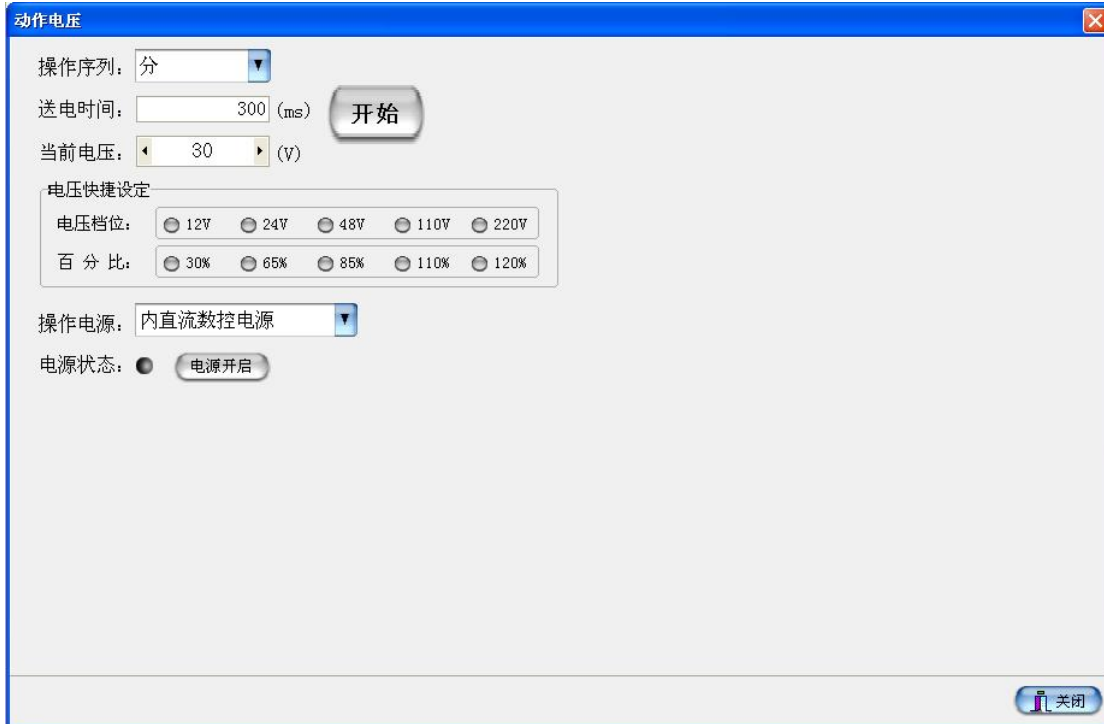 动作电压
操作序列: 分
送电时间: 300 (ms)
开始
当前电压: 30 (V)
电压快捷设定
电压档位: 12V 24V 48V 110V 220V
百 分 比: 30% 65% 85% 110% 120%
操作电源: 内直流数控电源
电源状态: 电源开启
关闭